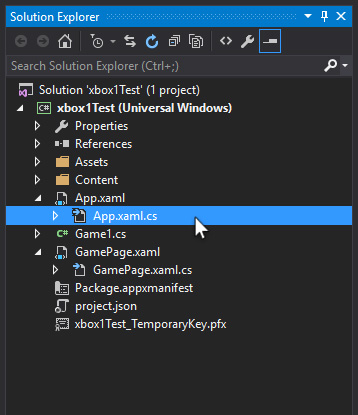 Solution Explorer
Search Solution Explorer (Ctrl+;)
Solution 'xbox1Test' (1 project)
C# xbox1Test (Universal Windows)
Properties
References
Assets
Content
App.xaml
App.xaml.cs
C# Game1.cs
GamePage.xaml
GamePage.xaml.cs
Package.appxmanifest
project.json
xbox1Test_TemporaryKey.pfx